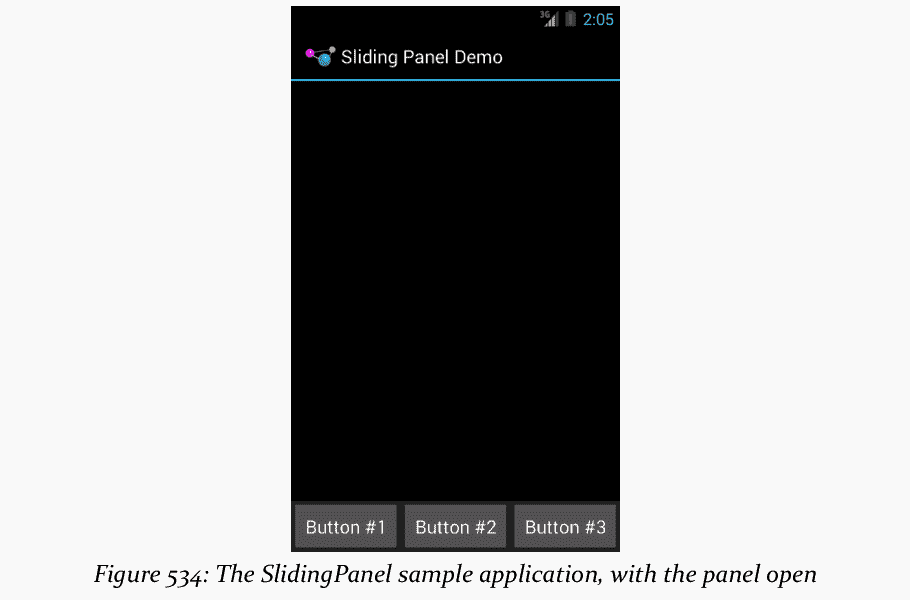 3G 2:05
Sliding Panel Demo
Button #1 Button #2 Button #3
Figure 534: The SlidingPanel sample application, with the panel open